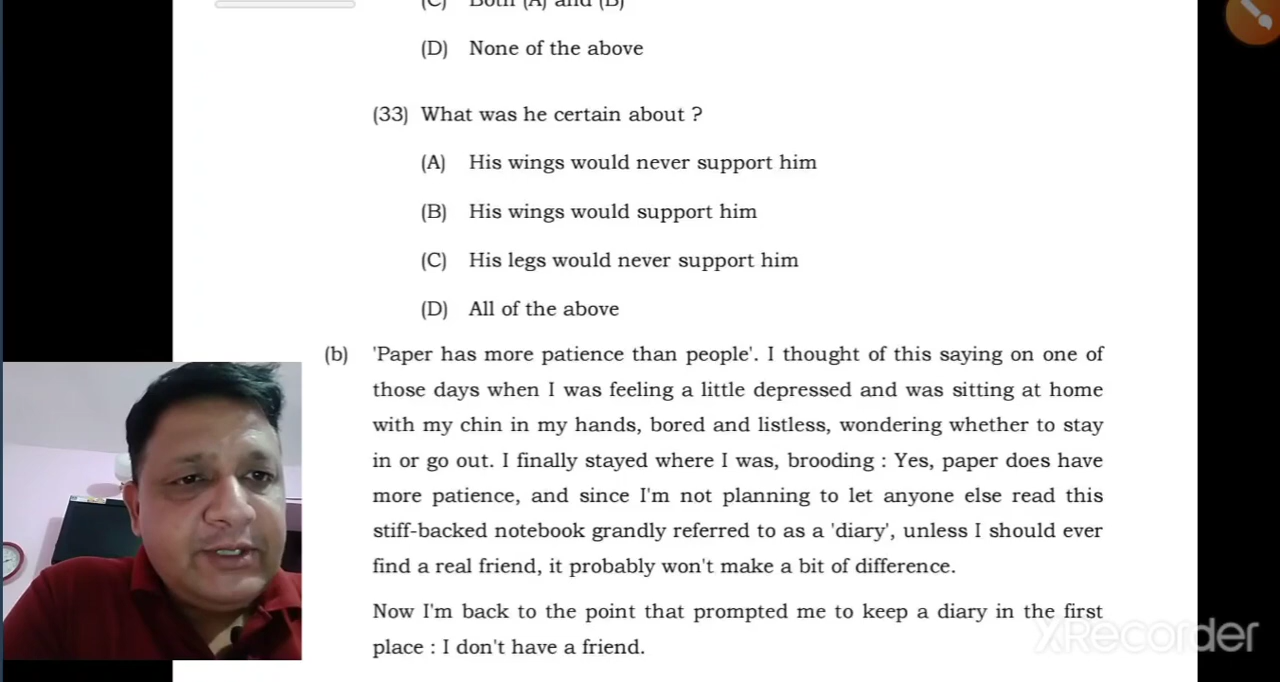 (C) Both (A) and (B)
(D) None of the above
(33) What was he certain about ?
(A) His wings would never support him
(B) His wings would support him
(C) His legs would never support him
(D) All of the above
(b) 'Paper has more patience than people'. I thought of this saying on one of
those days when I was feeling a little depressed and was sitting at home
with my chin in my hands, bored and listless, wondering whether to stay
in or go out. I finally stayed where I was, brooding : Yes, paper does have
more patience, and since I'm not planning to let anyone else read this
stiff-backed notebook grandly referred to as a 'diary', unless I should ever
find a real friend, it probably won't make a bit of difference.
Now I'm back to the point that prompted me to keep a diary in the first
place : I don't have a friend.
XRecorder